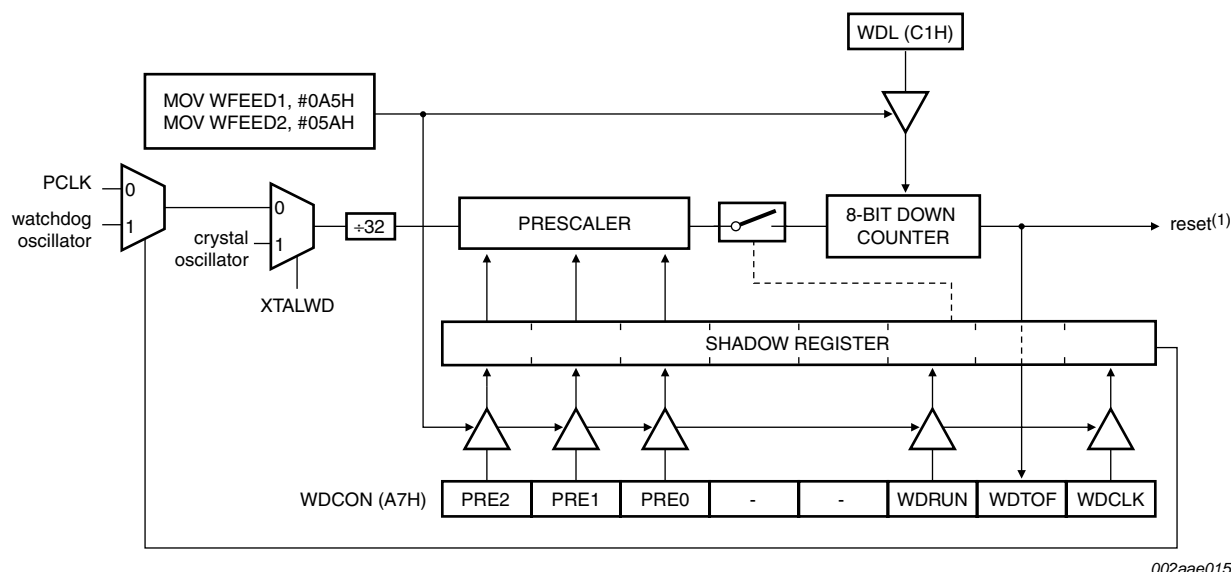 WDL (C1H)
MOV WFEED1, #0A5H
MOV WFEED2, #05AH
PCLK
0
watchdog
oscillator
1
0
crystal
oscillator
1
XTALWD
÷32
PRESCALER
8-BIT DOWN
COUNTER
reset(1)
SHADOW REGISTER
WDCON (A7H)
PRE2
PRE1
PRE0
-
-
WDRUN
WDTOF
WDCLK
002aae015